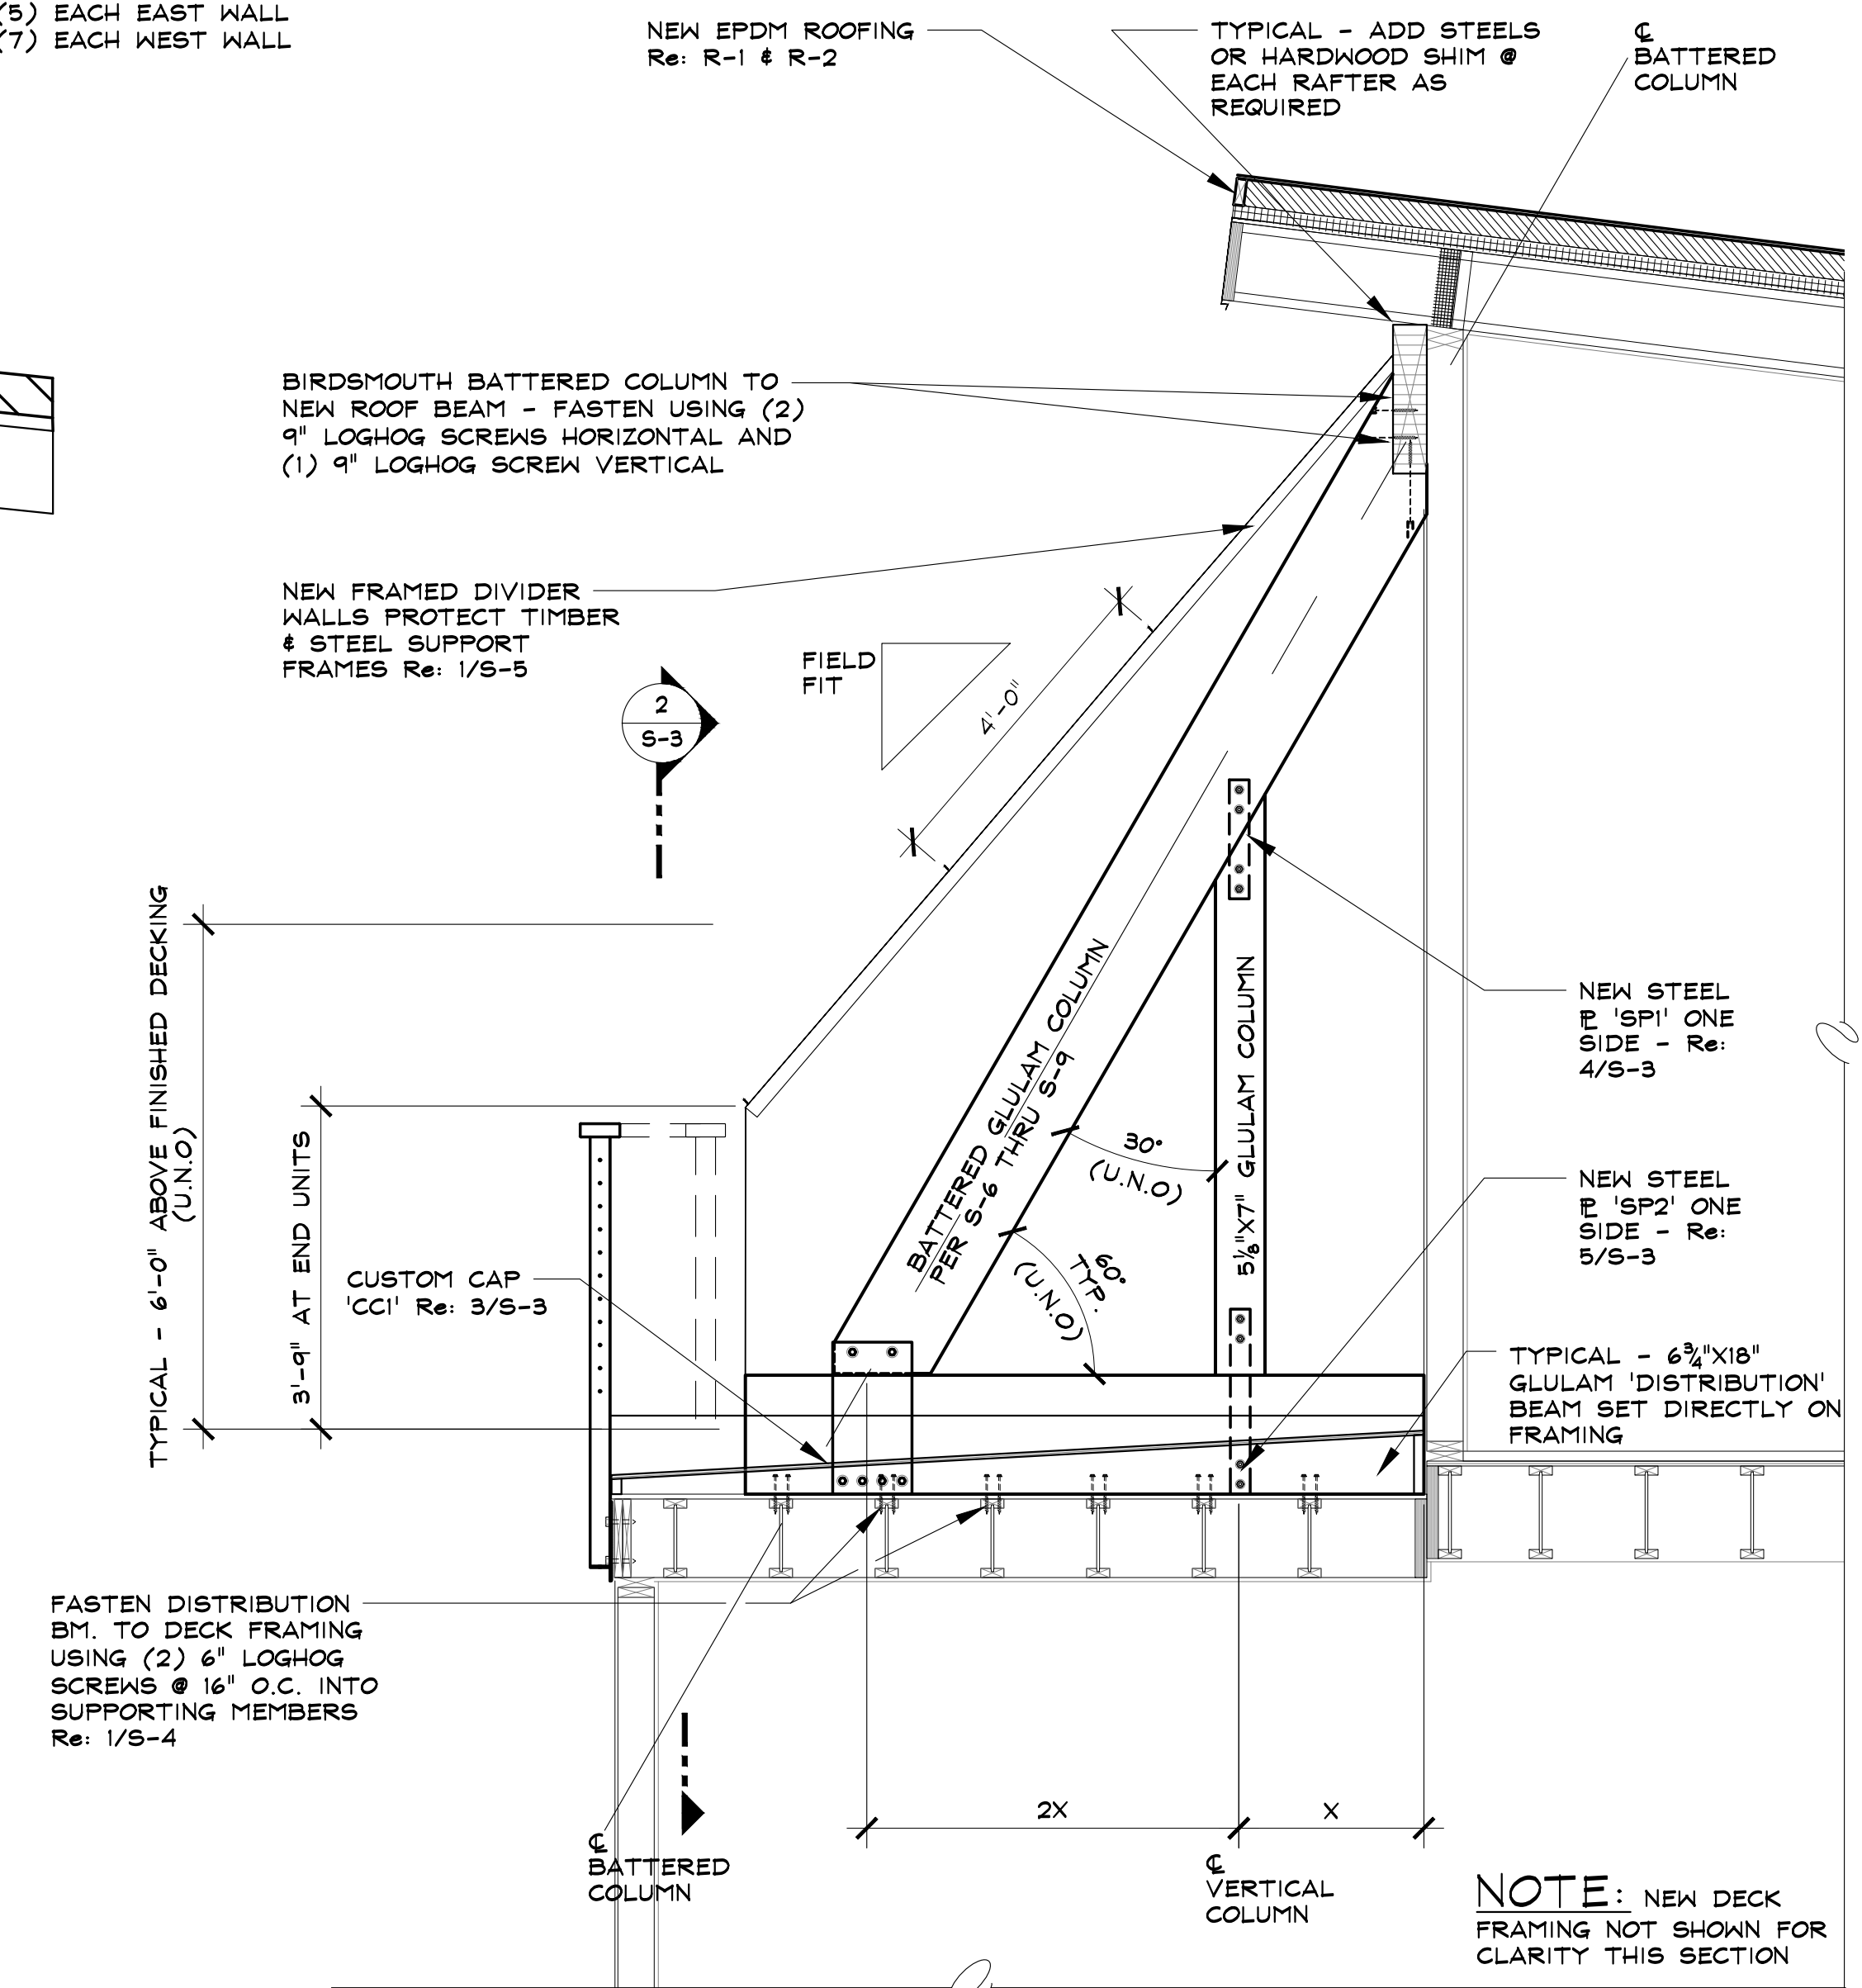 (5) EACH EAST WALL
(7) EACH WEST WALL
NEW EPDM ROOFING
Re: R-1 & R-2
TYPICAL - ADD STEELS
OR HARDWOOD SHIM @
EACH RAFTER AS
REQUIRED
℄
BATTERED
COLUMN
BIRDSMOUTH BATTERED COLUMN TO
NEW ROOF BEAM - FASTEN USING (2)
9" LOGHOG SCREWS HORIZONTAL AND
(1) 9" LOGHOG SCREW VERTICAL
NEW FRAMED DIVIDER
WALLS PROTECT TIMBER
& STEEL SUPPORT
FRAMES Re: 1/S-5
2
S-3
FIELD
FIT
4'-0"
TYPICAL - 6'-0" ABOVE FINISHED DECKING
(U.N.O)
3'-9" AT END UNITS
BATTERED GLULAM COLUMN
PER S-6 THRU S-9
5⅛"X7" GLULAM COLUMN
30°
(U.N.O)
60°
TYP.
(U.N.O)
NEW STEEL
PL 'SP1' ONE
SIDE - Re:
4/S-3
NEW STEEL
PL 'SP2' ONE
SIDE - Re:
5/S-3
CUSTOM CAP
'CC1' Re: 3/S-3
TYPICAL - 6¾"X18"
GLULAM 'DISTRIBUTION'
BEAM SET DIRECTLY ON
FRAMING
FASTEN DISTRIBUTION
BM. TO DECK FRAMING
USING (2) 6" LOGHOG
SCREWS @ 16" O.C. INTO
SUPPORTING MEMBERS
Re: 1/S-4
2X
X
℄
BATTERED
COLUMN
℄
VERTICAL
COLUMN
NOTE: NEW DECK
FRAMING NOT SHOWN FOR
CLARITY THIS SECTION